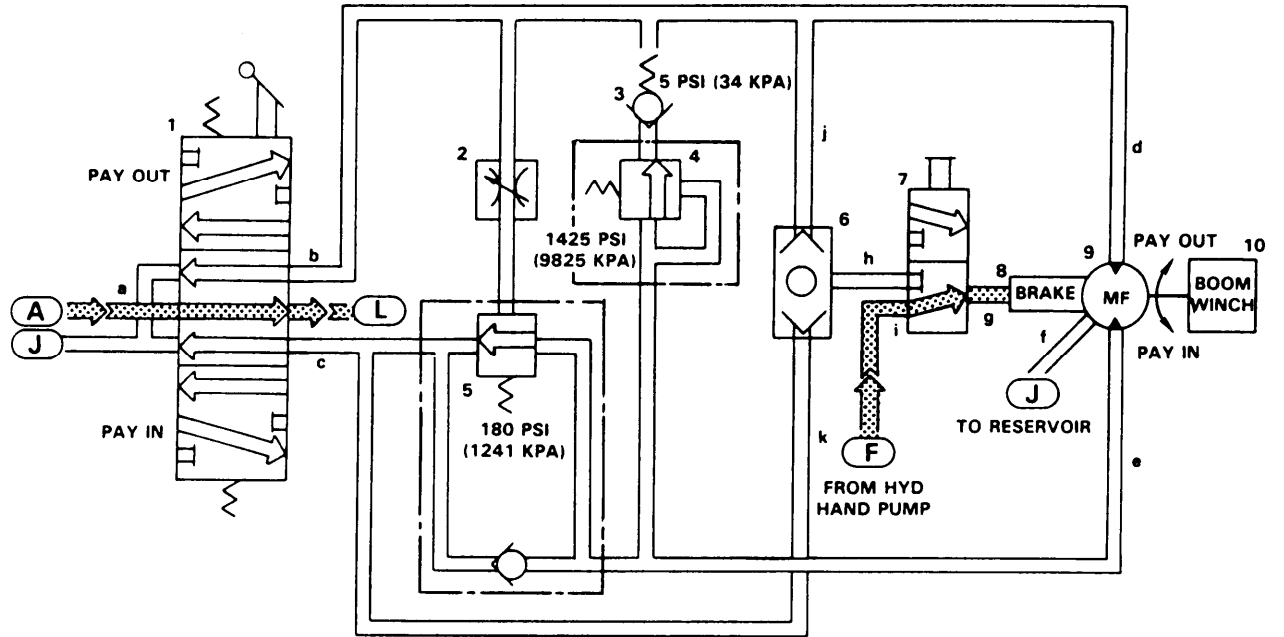 5 PSI (34 KPA)
3
1
j
d
PAY OUT
2
4
7
1425 PSI
(9825 KPA)
6
PAY OUT
9
10
b
h
8
BOOM
WINCH
a
A
L
BRAKE
MF
i
g
J
c
f
PAY IN
5
J
180 PSI
(1241 KPA)
TO RESERVOIR
PAY IN
k
F
e
FROM HYD
HAND PUMP